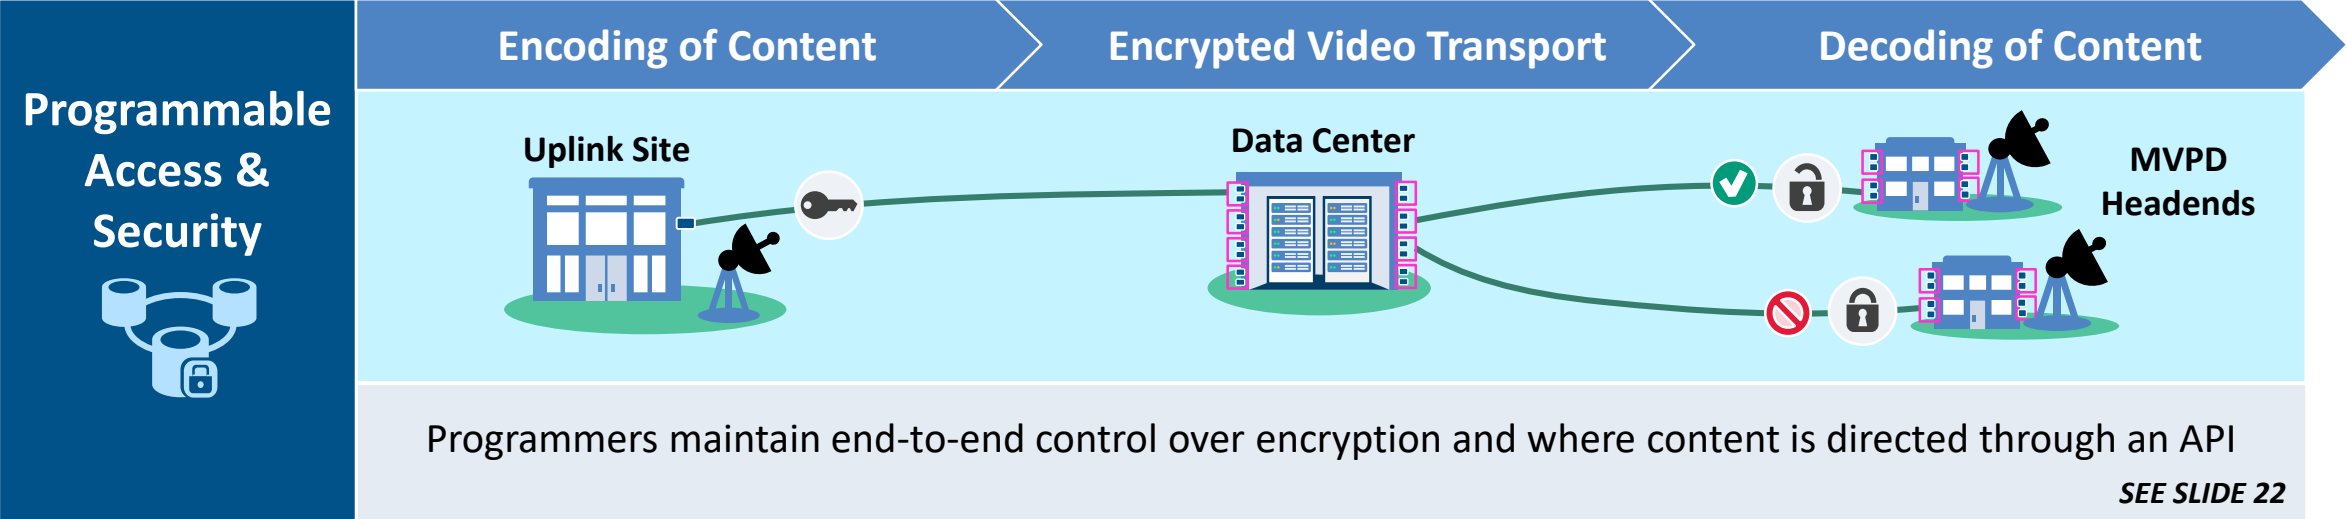 Programmable
Access &
Security
Encoding of Content
Encrypted Video Transport
Decoding of Content
Uplink Site
Data Center
MVPD
Headends
Programmers maintain end-to-end control over encryption and where content is directed through an API
SEE SLIDE 22